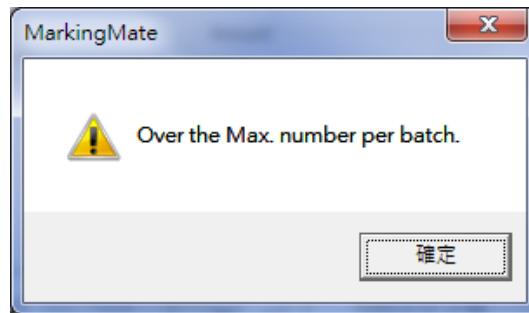 MarkingMate
Over the Max. number per batch.
確定